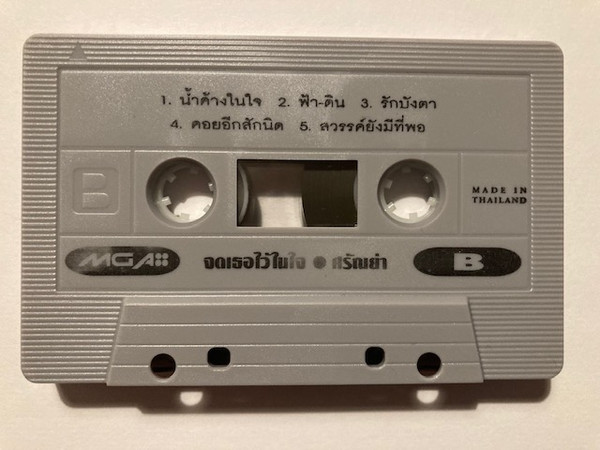 1. น้ำค้างในใจ 2. ฟ้า-ดิน 3. รักบังตา
4. คอยอีกสักนิด 5. สวรรค์ยังมีที่พอ
B
MADE IN
THAILAND
MGA จดเธอไว้ในใจ ● ศรัณย่า B